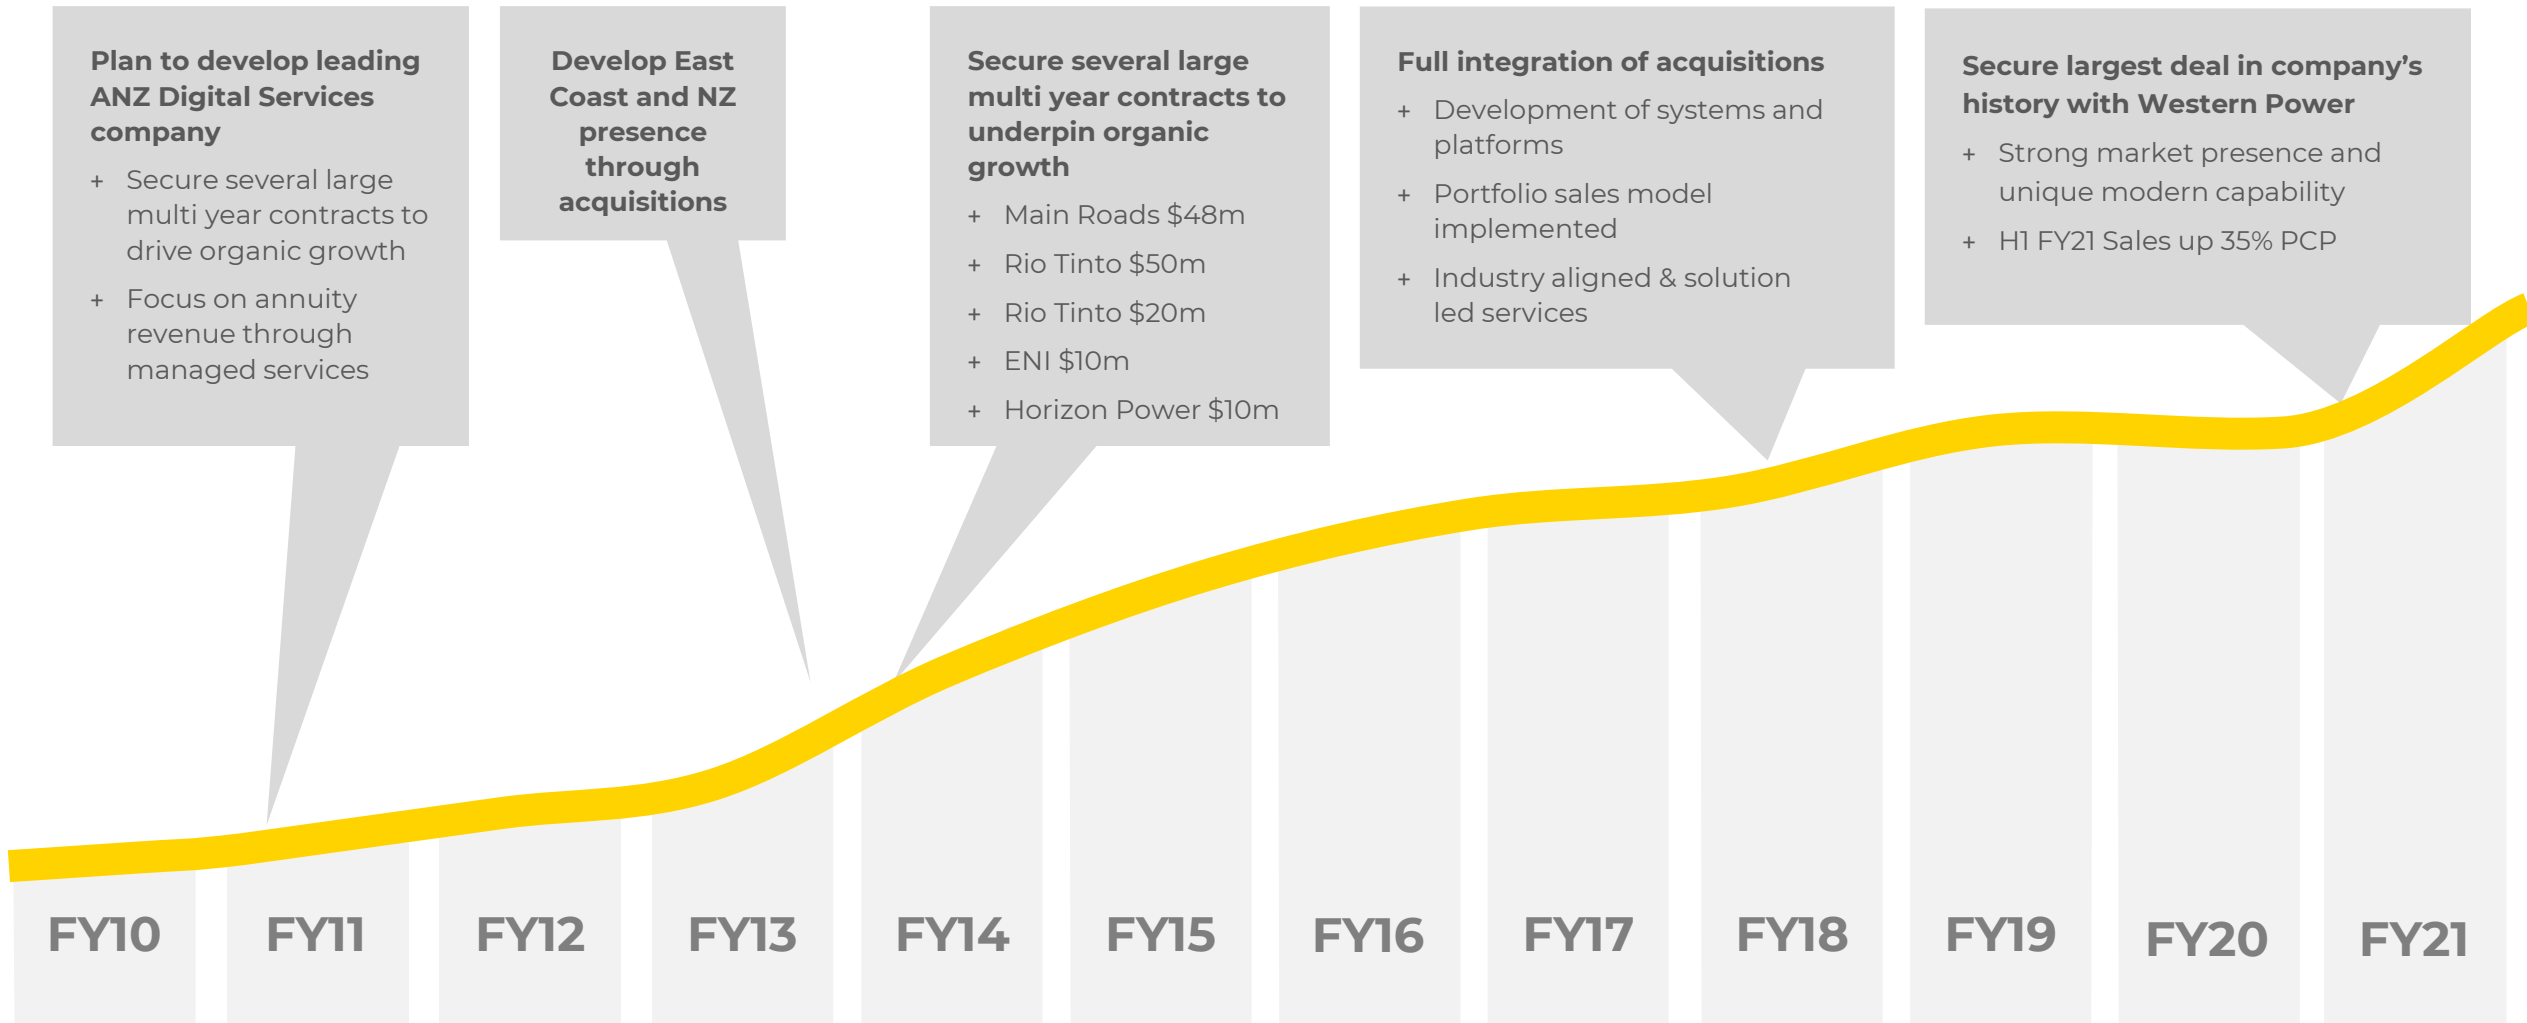 Plan to develop leading
ANZ Digital Services
company
+ Secure several large
multi year contracts to
drive organic growth
+ Focus on annuity
revenue through
managed services
Develop East
Coast and NZ
presence
through
acquisitions
Secure several large
multi year contracts to
underpin organic
growth
+ Main Roads $48m
+ Rio Tinto $50m
+ Rio Tinto $20m
+ ENI $10m
+ Horizon Power $10m
Full integration of acquisitions
+ Development of systems and
platforms
+ Portfolio sales model
implemented
+ Industry aligned & solution
led services
Secure largest deal in company’s
history with Western Power
+ Strong market presence and
unique modern capability
+ H1 FY21 Sales up 35% PCP
FY10 FY11 FY12 FY13 FY14 FY15 FY16 FY17 FY18 FY19 FY20 FY21